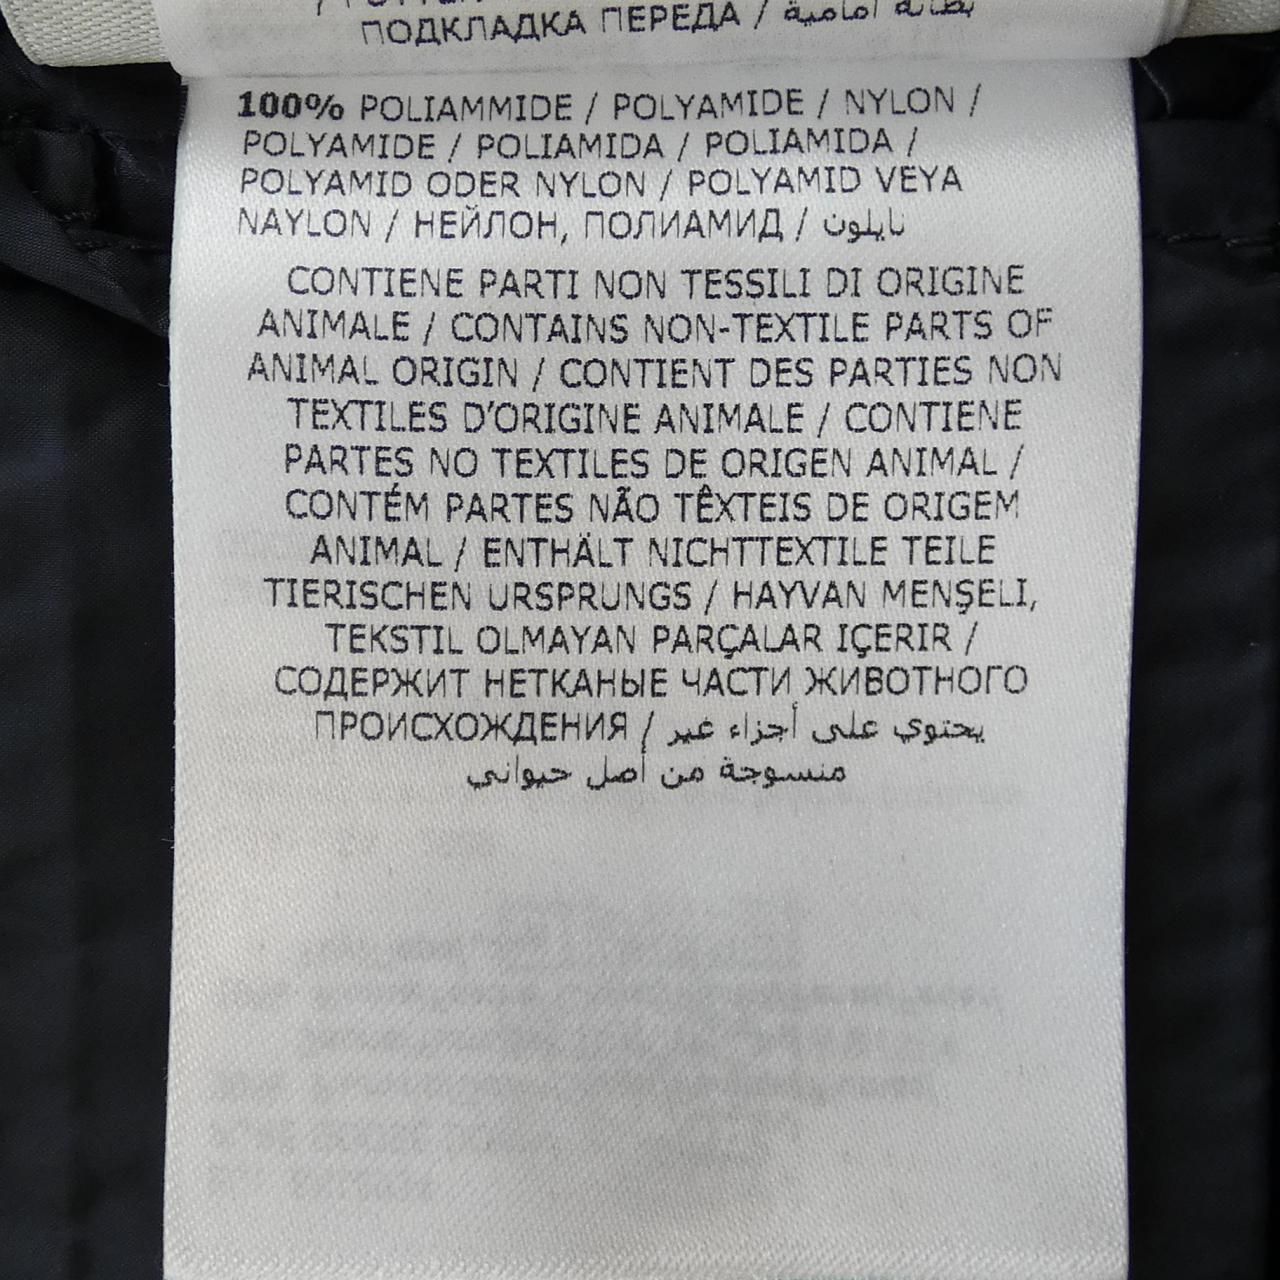 ПОДКЛАДКА ПЕРЕДА / بطانة أمامية
100% POLIAMMIDE / POLYAMIDE / NYLON /
POLYAMIDE / POLIAMIDA / POLIAMIDA /
POLYAMID ODER NYLON / POLYAMID VEYA
NAYLON / НЕЙЛОН, ПОЛИАМИД / نايلون
CONTIENE PARTI NON TESSILI DI ORIGINE
ANIMALE / CONTAINS NON-TEXTILE PARTS OF
ANIMAL ORIGIN / CONTIENT DES PARTIES NON
TEXTILES D'ORIGINE ANIMALE / CONTIENE
PARTES NO TEXTILES DE ORIGEN ANIMAL /
CONTÉM PARTES NÃO TÊXTEIS DE ORIGEM
ANIMAL / ENTHÄLT NICHTTEXTILE TEILE
TIERISCHEN URSPRUNGS / HAYVAN MENŞELI,
TEKSTIL OLMAYAN PARÇALAR IÇERIR /
СОДЕРЖИТ НЕТКАНЫЕ ЧАСТИ ЖИВОТНОГО
ПРОИСХОЖДЕНИЯ / يحتوي على أجزاء غير
منسوجة من أصل حيواني